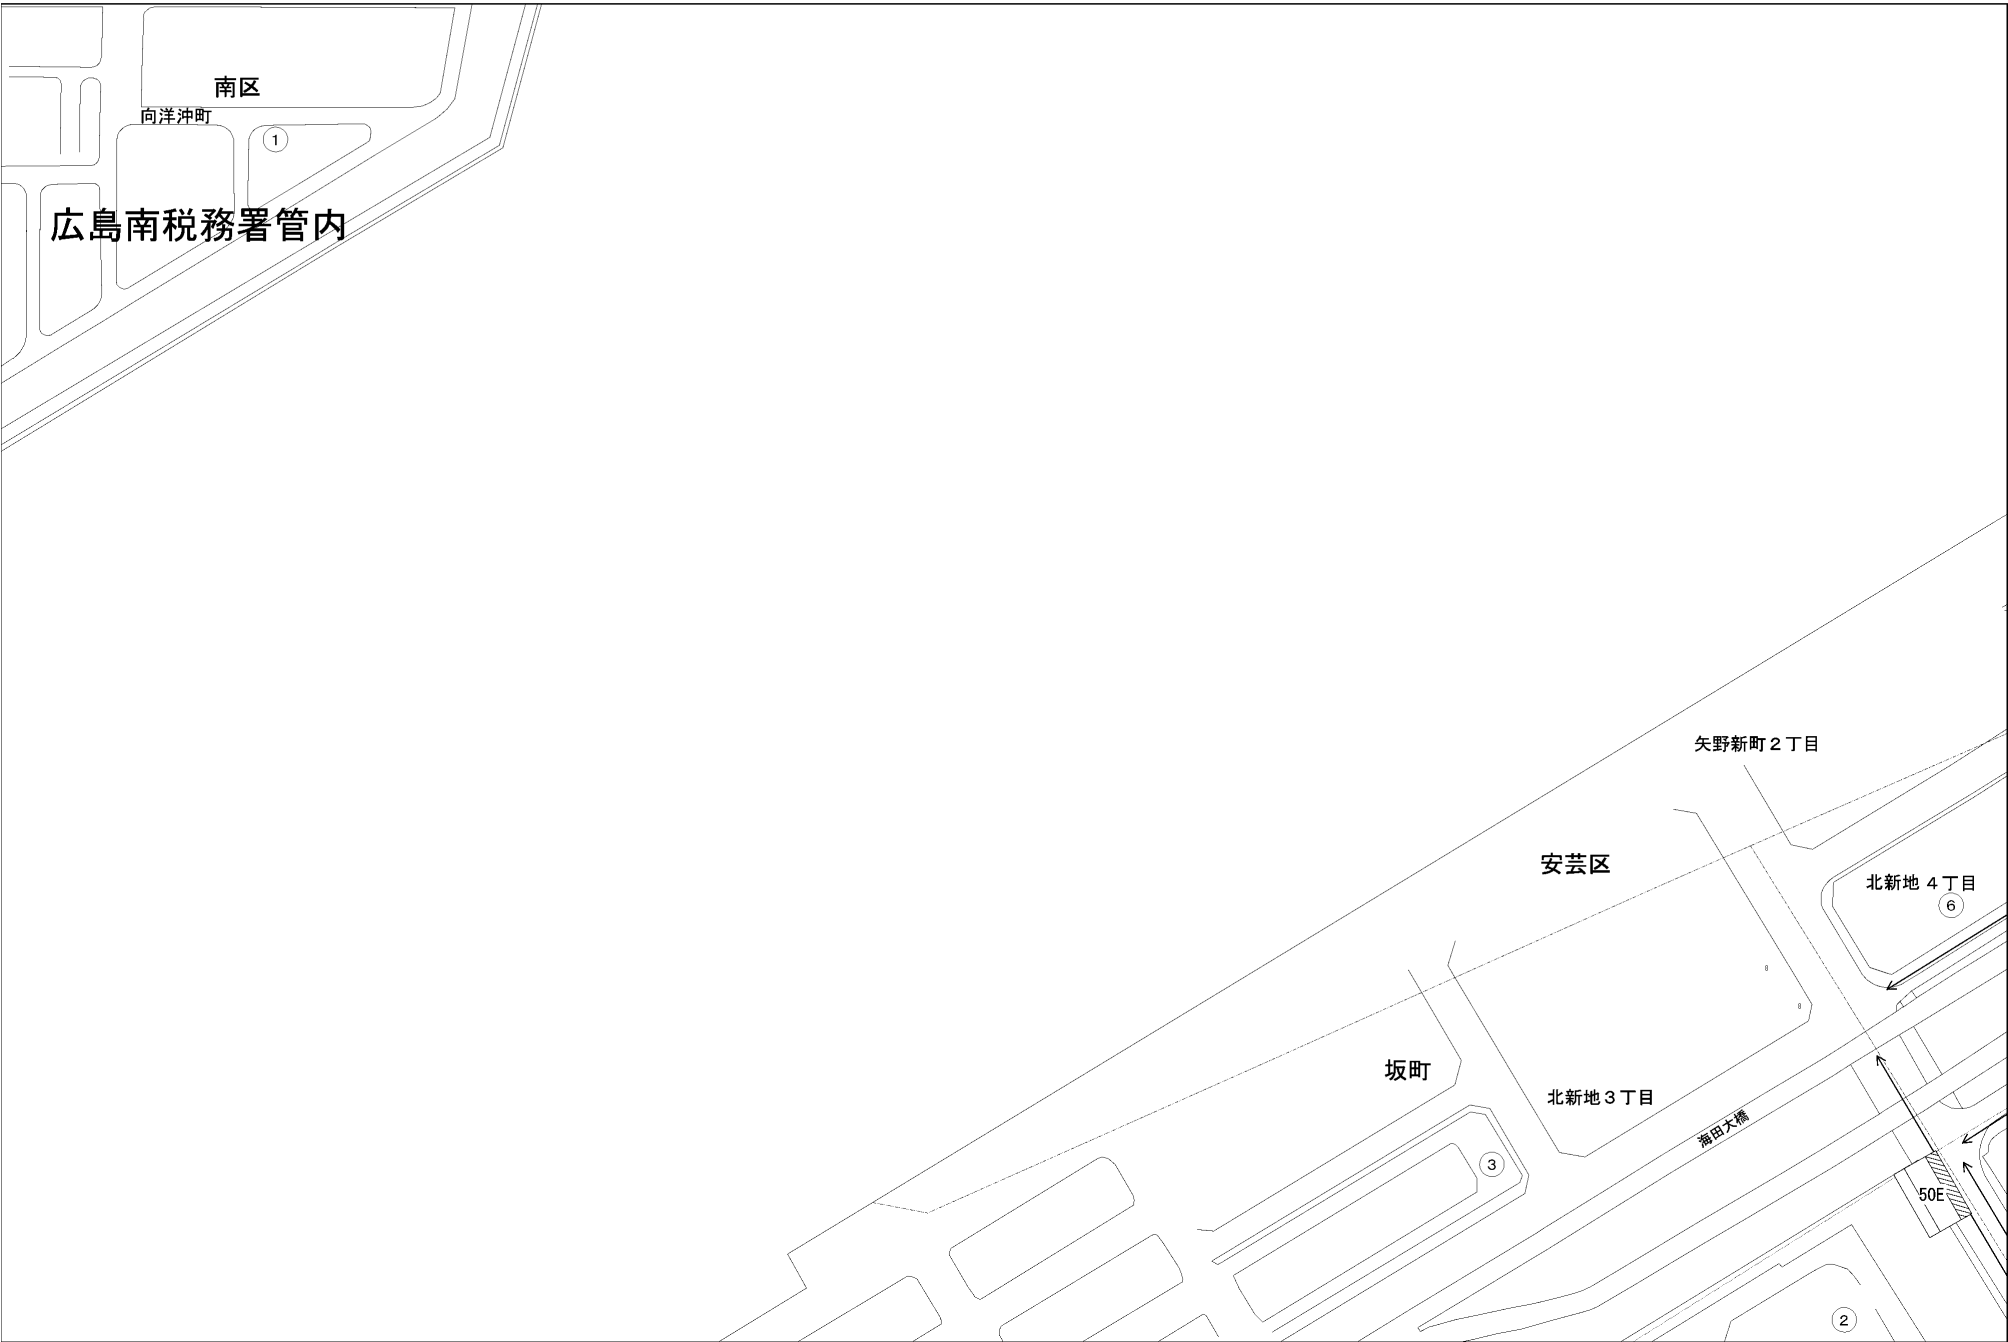 南区
向洋沖町
1
広島南税務署管内
矢野新町2丁目
安芸区
北新地 4丁目
6
坂町
北新地3丁目
海田大橋
3
50E
2